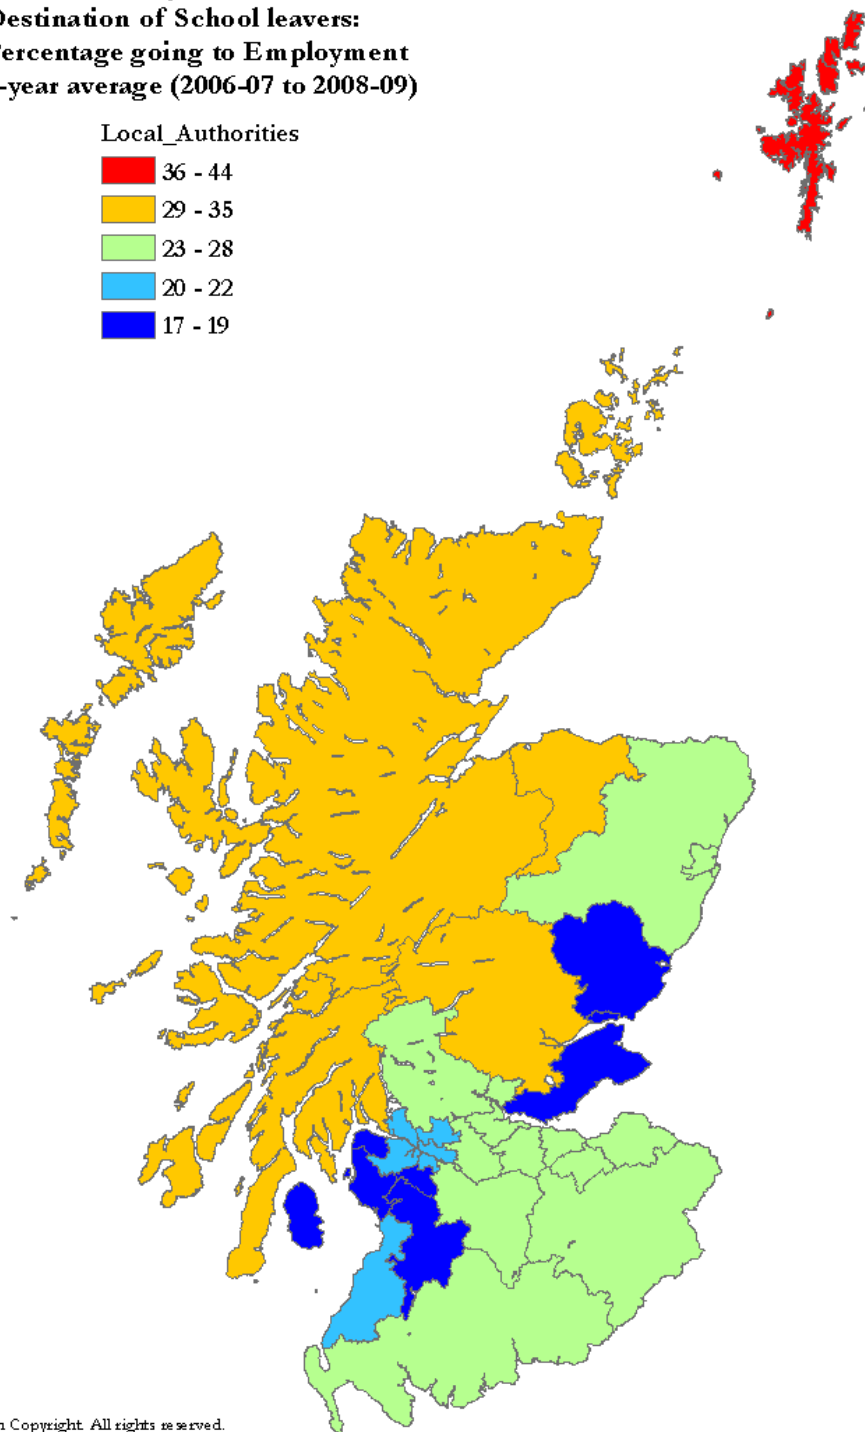 Destination of School leavers:
Percentage going to Employment
-year average (2006-07 to 2008-09)
Local_Authorities
36 - 44
29 - 35
23 - 28
20 - 22
17 - 19
n Copyright. All rights reserved.